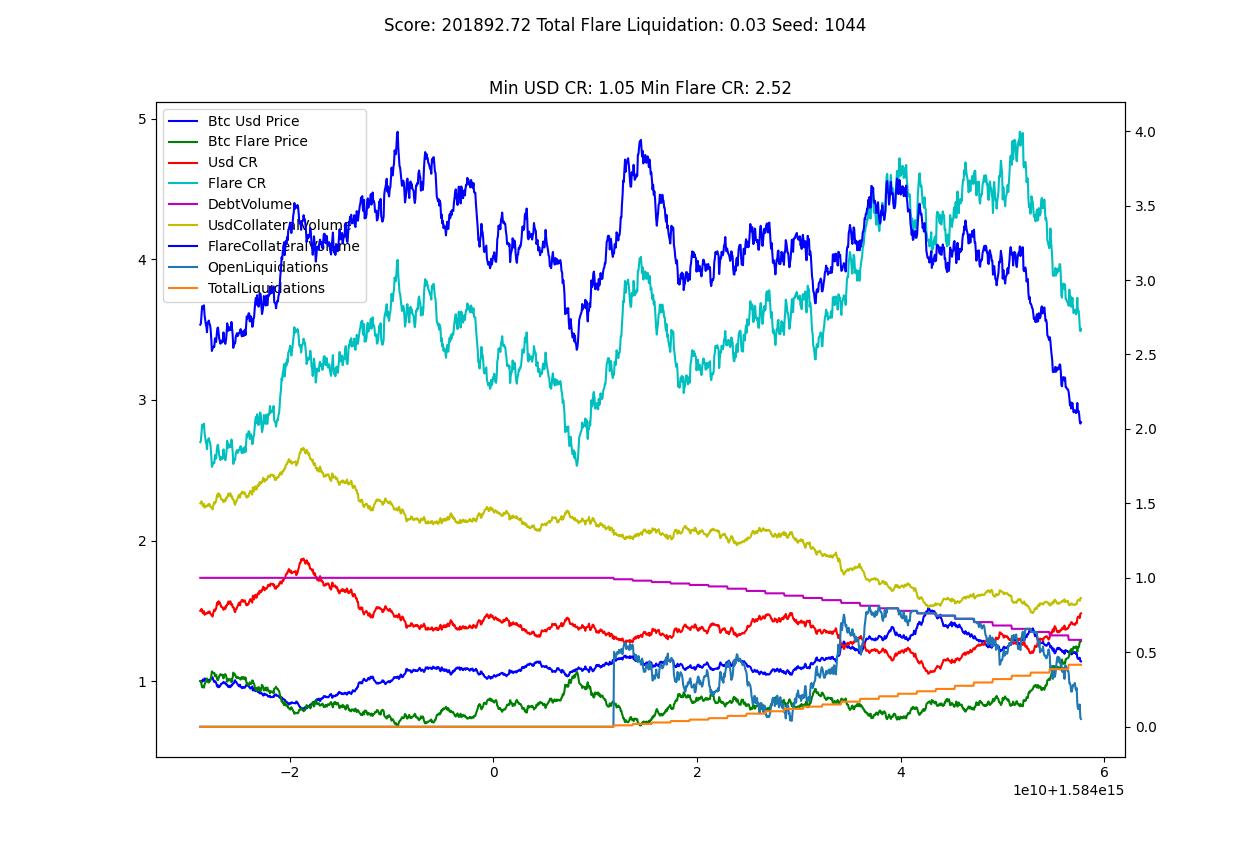 Score: 201892.72 Total Flare Liquidation: 0.03 Seed: 1044
Min USD CR: 1.05 Min Flare CR: 2.52
Btc Usd Price
Btc Flare Price
Usd CR
Flare CR
DebtVolume
UsdCollateralVolume
FlareCollateralVolume
OpenLiquidations
TotalLiquidations
5
4
3
2
1
4.0
3.5
3.0
2.5
2.0
1.5
1.0
0.5
0.0
−2 0 2 4 6
1e10+1.584e15